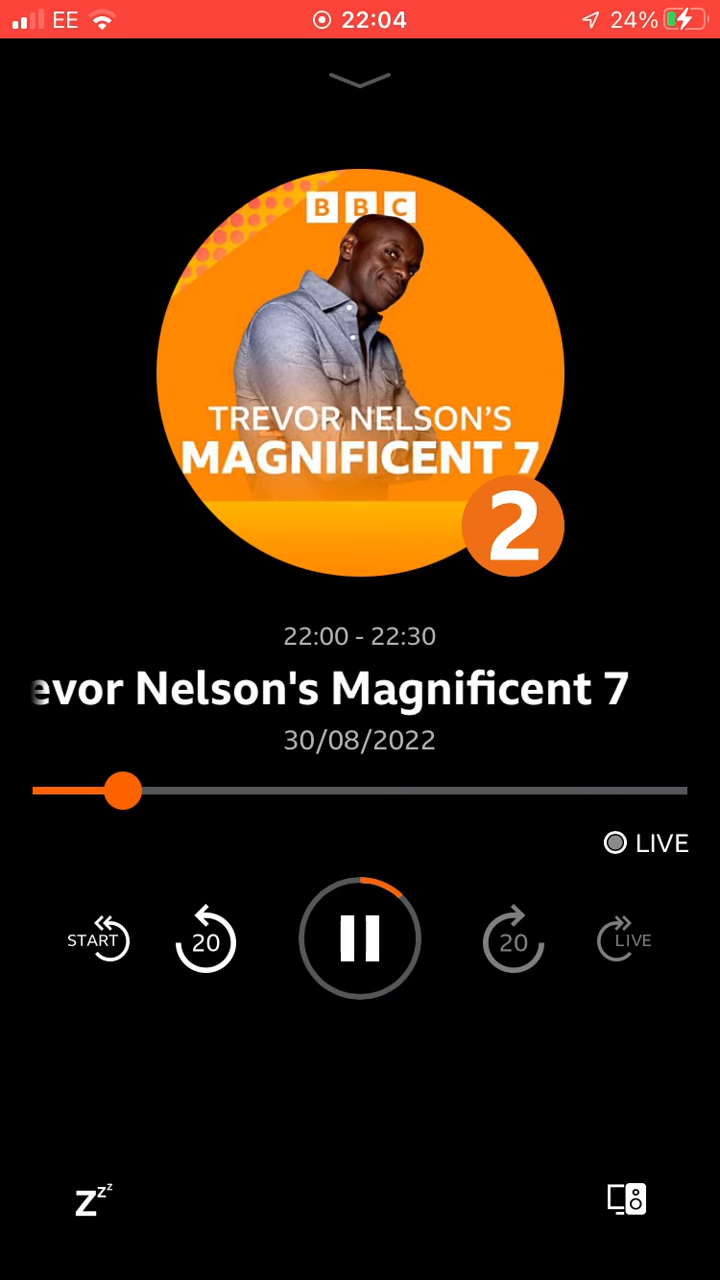 EE 22:04 24%
BBC
TREVOR NELSON'S
MAGNIFICENT 7
2
22:00 - 22:30
evor Nelson's Magnificent 7
30/08/2022
LIVE
START 20 20 LIVE
Zzz